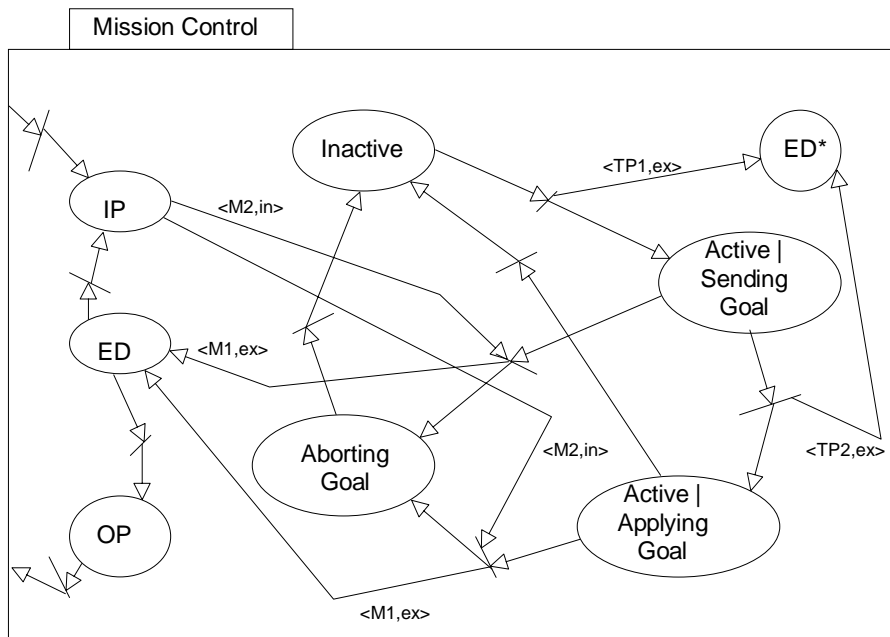 Mission Control
Inactive
ED*
<TP1,ex>
IP
<M2,in>
Active |
Sending
Goal
ED
<M1,ex>
Aborting
Goal
<M2,in>
<TP2,ex>
Active |
Applying
Goal
OP
<M1,ex>